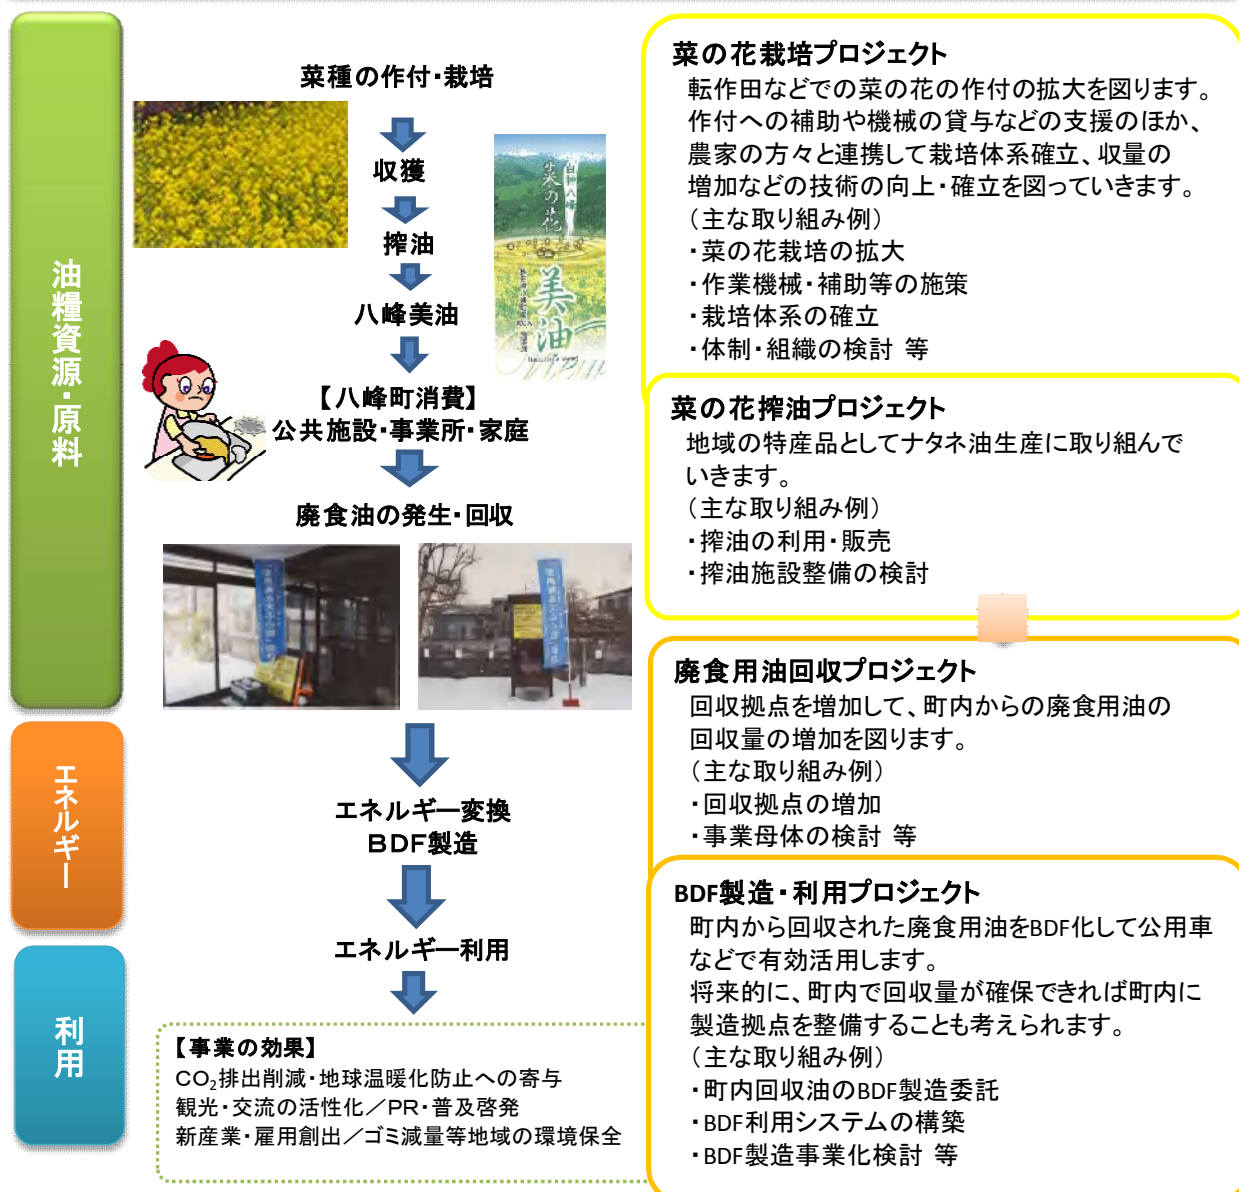 油糧資源・原料
菜種の作付・栽培
収獲
搾油
八峰美油
白神八峰
菜の花
美油
【八峰町消費】
公共施設・事業所・家庭
廃食油の発生・回収
エネルギー
エネルギー変換
BDF製造
エネルギー利用
利用
【事業の効果】
CO₂排出削減・地球温暖化防止への寄与
観光・交流の活性化／PR・普及啓発
新産業・雇用創出／ゴミ減量等地域の環境保全
菜の花栽培プロジェクト
転作田などでの菜の花の作付の拡大を図ります。
作付への補助や機械の貸与などの支援のほか、
農家の方々と連携して栽培体系確立、収量の
増加などの技術の向上・確立を図っていきます。
（主な取り組み例）
・菜の花栽培の拡大
・作業機械・補助等の施策
・栽培体系の確立
・体制・組織の検討 等
菜の花搾油プロジェクト
地域の特産品としてナタネ油生産に取り組んで
いきます。
（主な取り組み例）
・搾油の利用・販売
・搾油施設整備の検討
廃食用油回収プロジェクト
回収拠点を増加して、町内からの廃食用油の
回収量の増加を図ります。
（主な取り組み例）
・回収拠点の増加
・事業母体の検討 等
BDF製造・利用プロジェクト
町内から回収された廃食用油をBDF化して公用車
などで有効活用します。
将来的に、町内で回収量が確保できれば町内に
製造拠点を整備することも考えられます。
（主な取り組み例）
・町内回収油のBDF製造委託
・BDF利用システムの構築
・BDF製造事業化検討 等